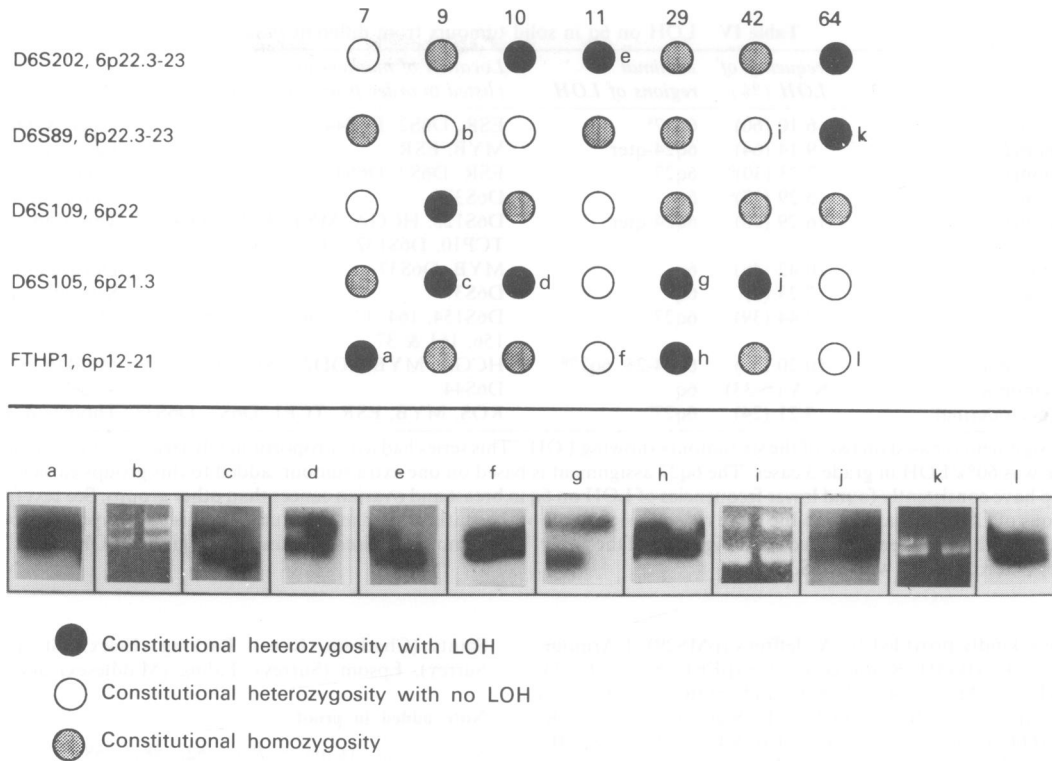 7 9 10 11 29 42 64
D6S202, 6p22.3-23 e
D6S89, 6p22.3-23 b i k
D6S109, 6p22
D6S105, 6p21.3 c d g j
FTHP1, 6p12-21 a f h l
a b c d e f g h i j k l
Constitutional heterozygosity with LOH
Constitutional heterozygosity with no LOH
Constitutional homozygosity